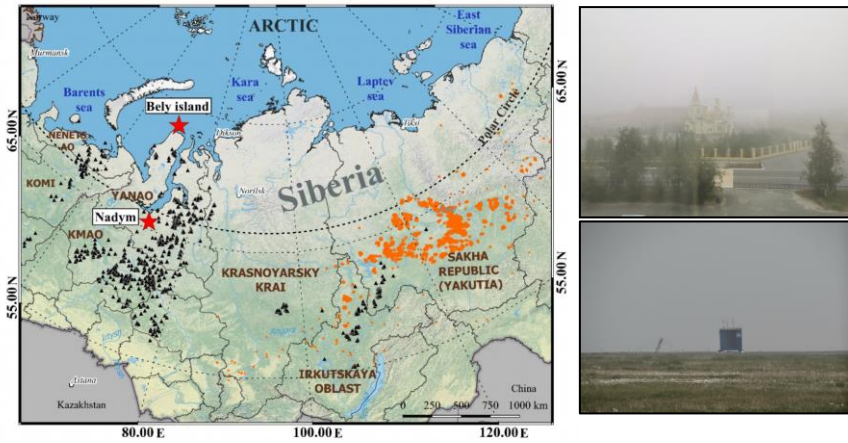 Norway
ARCTIC
East
Siberian
sea
Murmansk
Barents
sea
Kara
sea
Laptev
sea
65.00 N
65.00 N
Bely island
Dikson
Tiksi
Polar Circle
NENETS
AO
KOMI
YANAO
Norilsk
Siberia
Nadym
KMAO
KRASNOYARSKY
KRAI
SAKHA
REPUBLIC
(YAKUTIA)
55.00 N
55.00 N
Irtysh
Angara
IRKUTSKAYA
OBLAST
Astana
Kazakhstan
China
0 250 500 750 1000 km
80.00 E
100.00 E
120.00 E